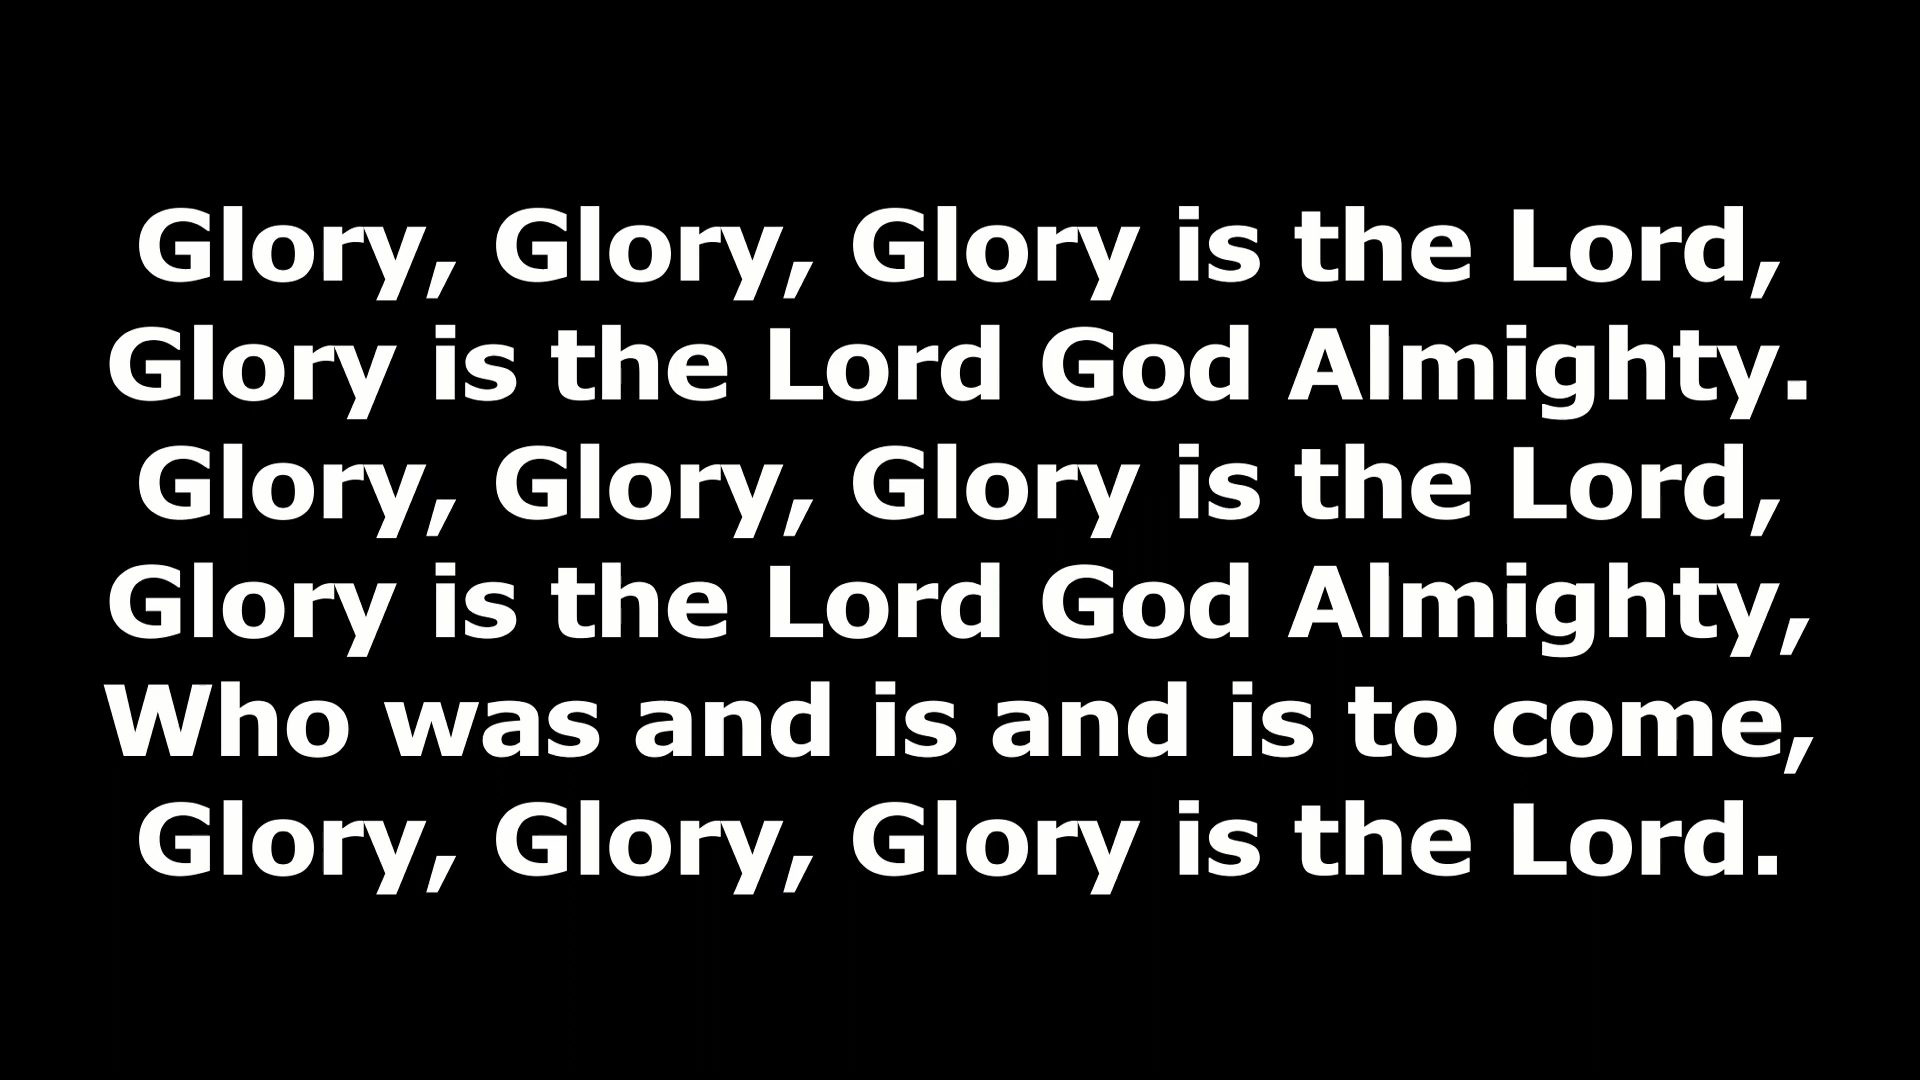 Glory, Glory, Glory is the Lord,
Glory is the Lord God Almighty.
Glory, Glory, Glory is the Lord,
Glory is the Lord God Almighty,
Who was and is and is to come,
Glory, Glory, Glory is the Lord.